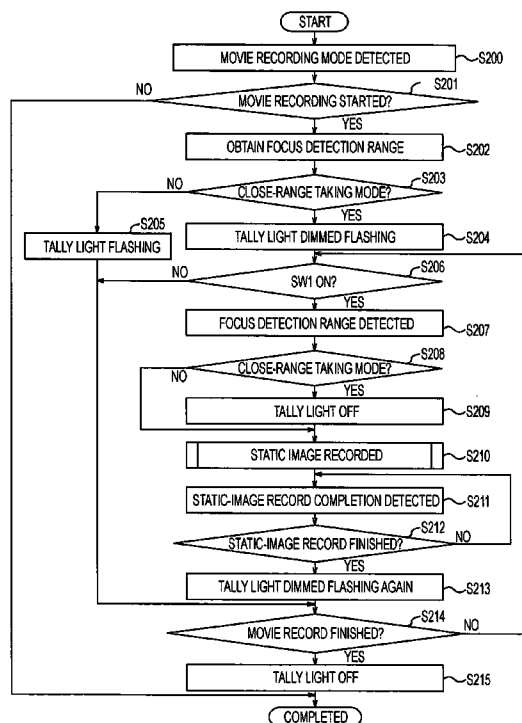 START
MOVIE RECORDING MODE DETECTED
S200
S201
NO
MOVIE RECORDING STARTED?
YES
OBTAIN FOCUS DETECTION RANGE
S202
S203
NO
CLOSE-RANGE TAKING MODE?
YES
S205
TALLY LIGHT FLASHING
TALLY LIGHT DIMMED FLASHING
S204
S206
NO
SW1 ON?
YES
FOCUS DETECTION RANGE DETECTED
S207
S208
CLOSE-RANGE TAKING MODE?
NO
YES
TALLY LIGHT OFF
S209
STATIC IMAGE RECORDED
S210
STATIC-IMAGE RECORD COMPLETION DETECTED
S211
S212
STATIC-IMAGE RECORD FINISHED?
NO
YES
TALLY LIGHT DIMMED FLASHING AGAIN
S213
S214
MOVIE RECORD FINISHED?
NO
YES
TALLY LIGHT OFF
S215
COMPLETED